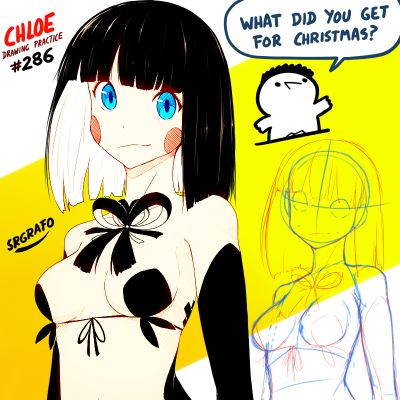 CHLOE
DRAWING PRACTICE
#286
WHAT DID YOU GET
FOR CHRISTMAS?
SRGRAFO